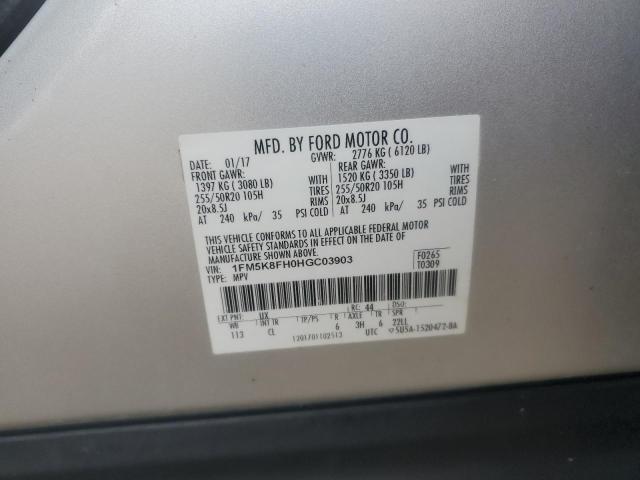 MFD. BY FORD MOTOR CO.
DATE: 01/17 GVWR: 2776 KG ( 6120 LB)
FRONT GAWR: REAR GAWR:
1397 KG ( 3080 LB) WITH 1520 KG ( 3350 LB) WITH
255/50R20 105H TIRES 255/50R20 105H TIRES
20x8.5J RIMS 20x8.5J RIMS
AT 240 kPa/ 35 PSI COLD AT 240 kPa/ 35 PSI COLD
THIS VEHICLE CONFORMS TO ALL APPLICABLE FEDERAL MOTOR
VEHICLE SAFETY STANDARDS IN EFFECT ON THE DATE OF
MANUFACTURE SHOWN ABOVE.
VIN: 1FM5K8FH0HGC03903 F0265
TYPE: MPV T0309
EXT PNT: UX RC: 44 DSO:
WB INT TR TP/PS R AXLE TR SPR
113 CL 6 3H 6 22LL
1201701102513 UTC 5U5A-1520472-BA